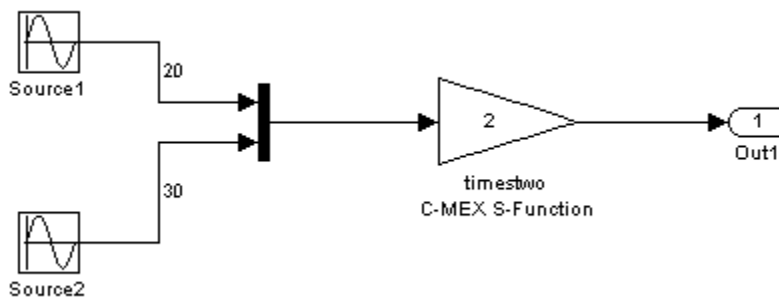 Source1
20
30
Source2
2
timestwo
C-MEX S-Function
1
Out1